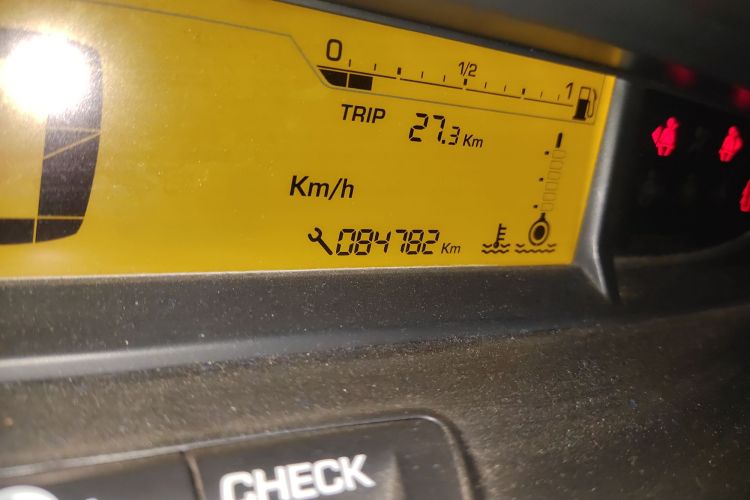 0 1/2 1
TRIP 27.3 Km
Km/h
084782 Km
CHECK